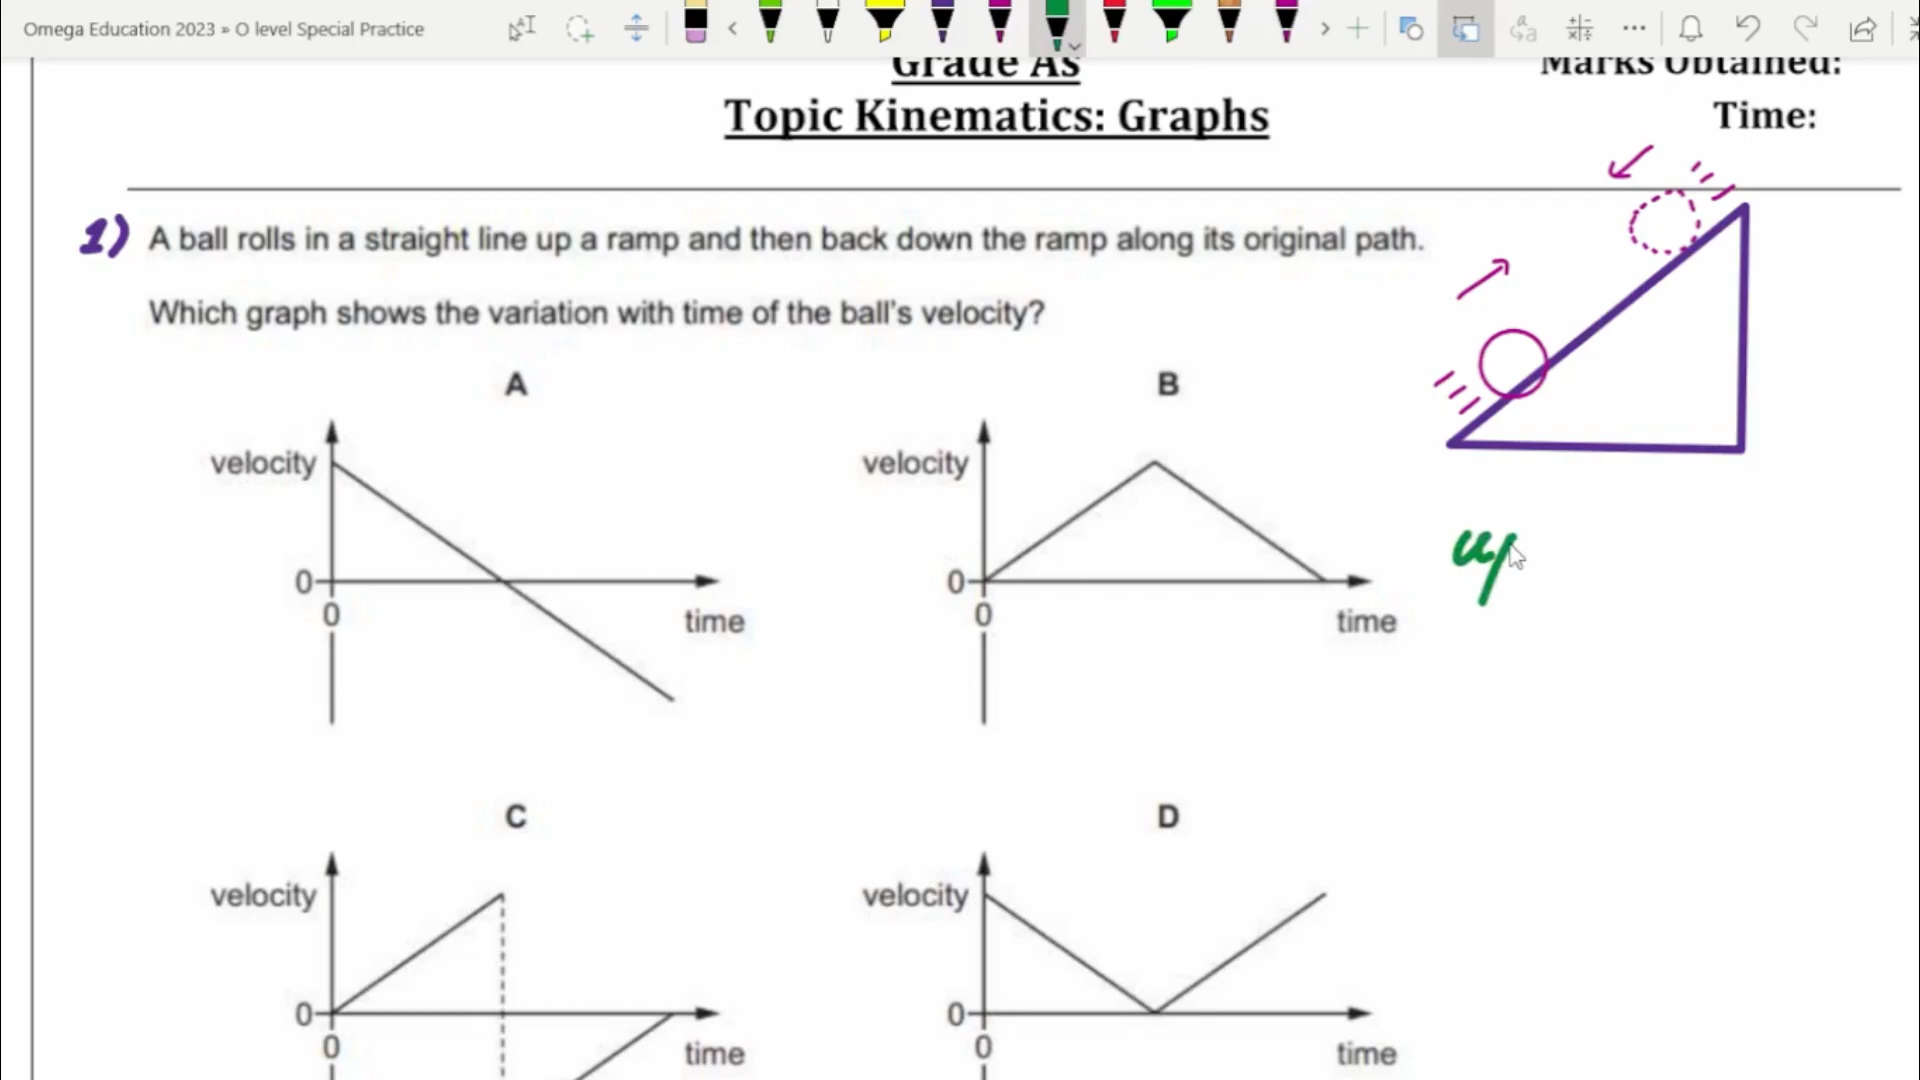 Omega Education 2023 » O level Special Practice
Grade As
Marks Obtained:
Topic Kinematics: Graphs
Time:
1) A ball rolls in a straight line up a ramp and then back down the ramp along its original path.
Which graph shows the variation with time of the ball's velocity?
A
B
velocity
velocity
up
0
0
0
time
0
time
C
D
velocity
velocity
0
0
0
time
0
time